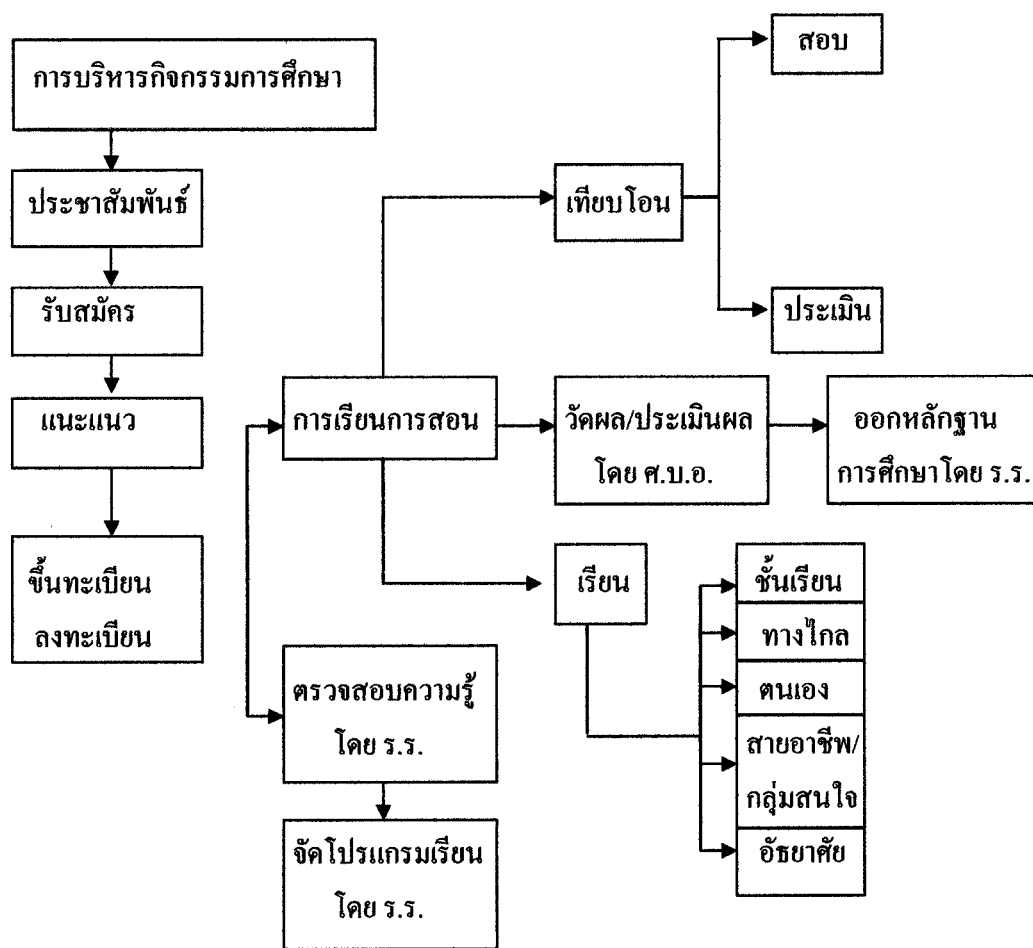 การบริหารกิจกรรมการศึกษา
ประชาสัมพันธ์
รับสมัคร
แนะแนว
ขึ้นทะเบียน
ลงทะเบียน
การเรียนการสอน
ตรวจสอบความรู้
โดย ร.ร.
จัดโปรแกรมเรียน
โดย ร.ร.
เทียบโอน
สอบ
ประเมิน
วัดผล/ประเมินผล
โดย ศ.บ.อ.
ออกหลักฐาน
การศึกษาโดย ร.ร.
เรียน
ชั้นเรียน
ทางไกล
ตนเอง
สายอาชีพ/
กลุ่มสนใจ
อัธยาศัย